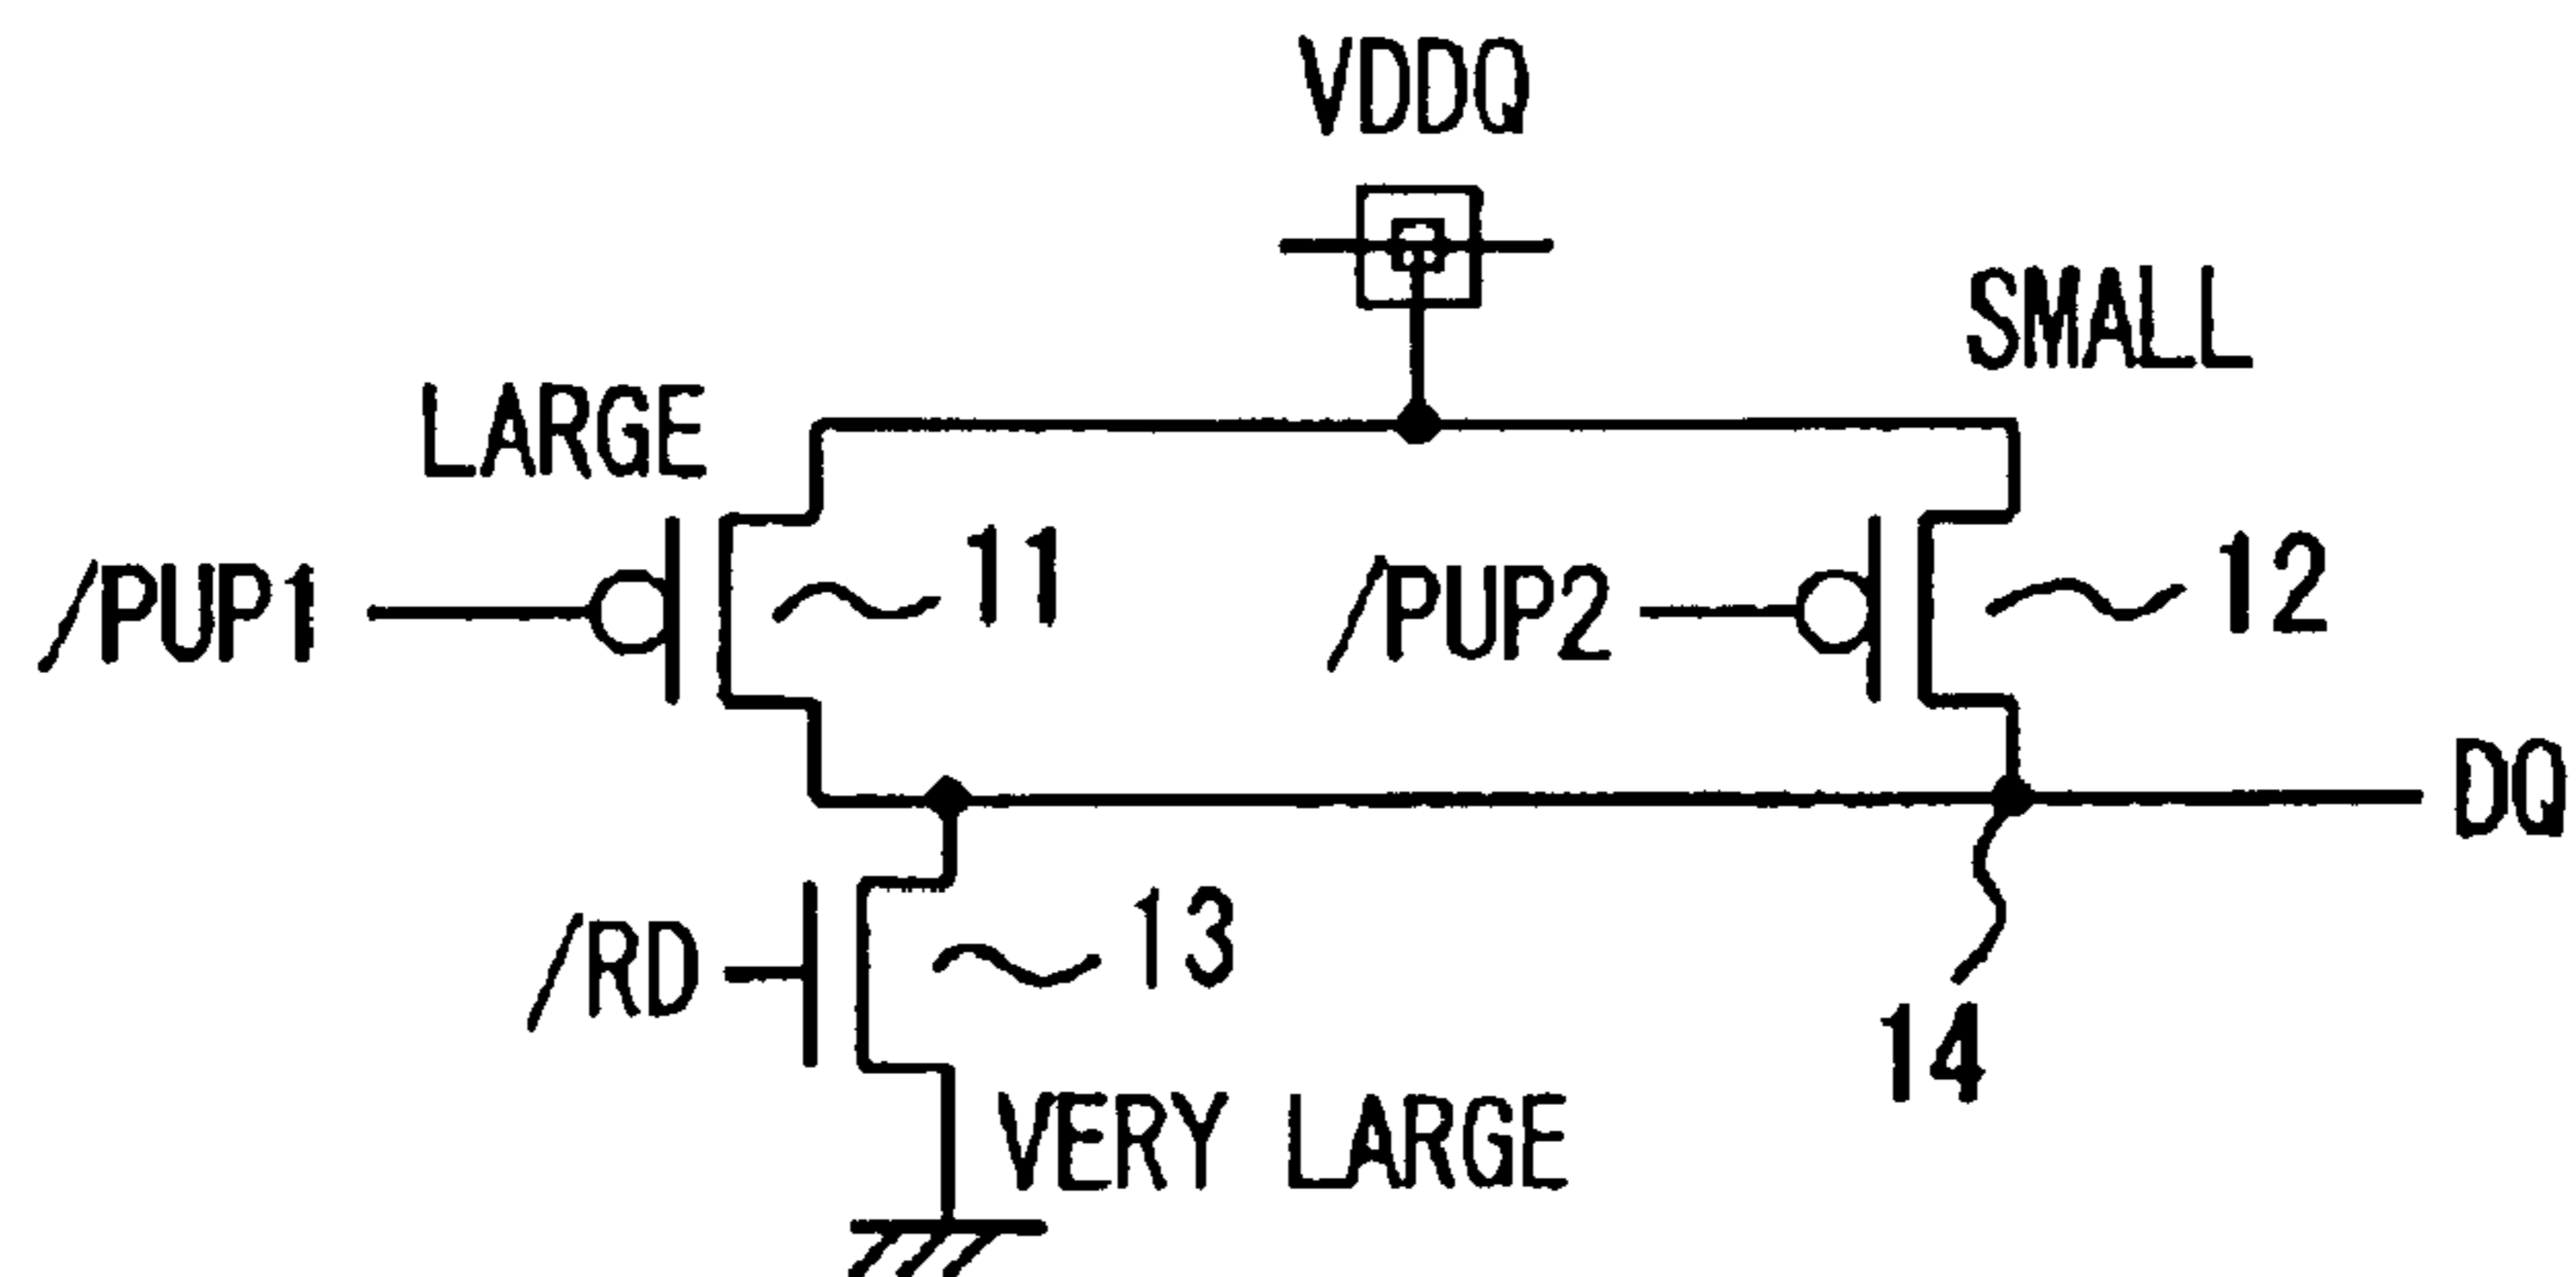 VDDQ
SMALL
LARGE
/PUP1
11
/PUP2
12
DQ
/RD
13
14
VERY LARGE